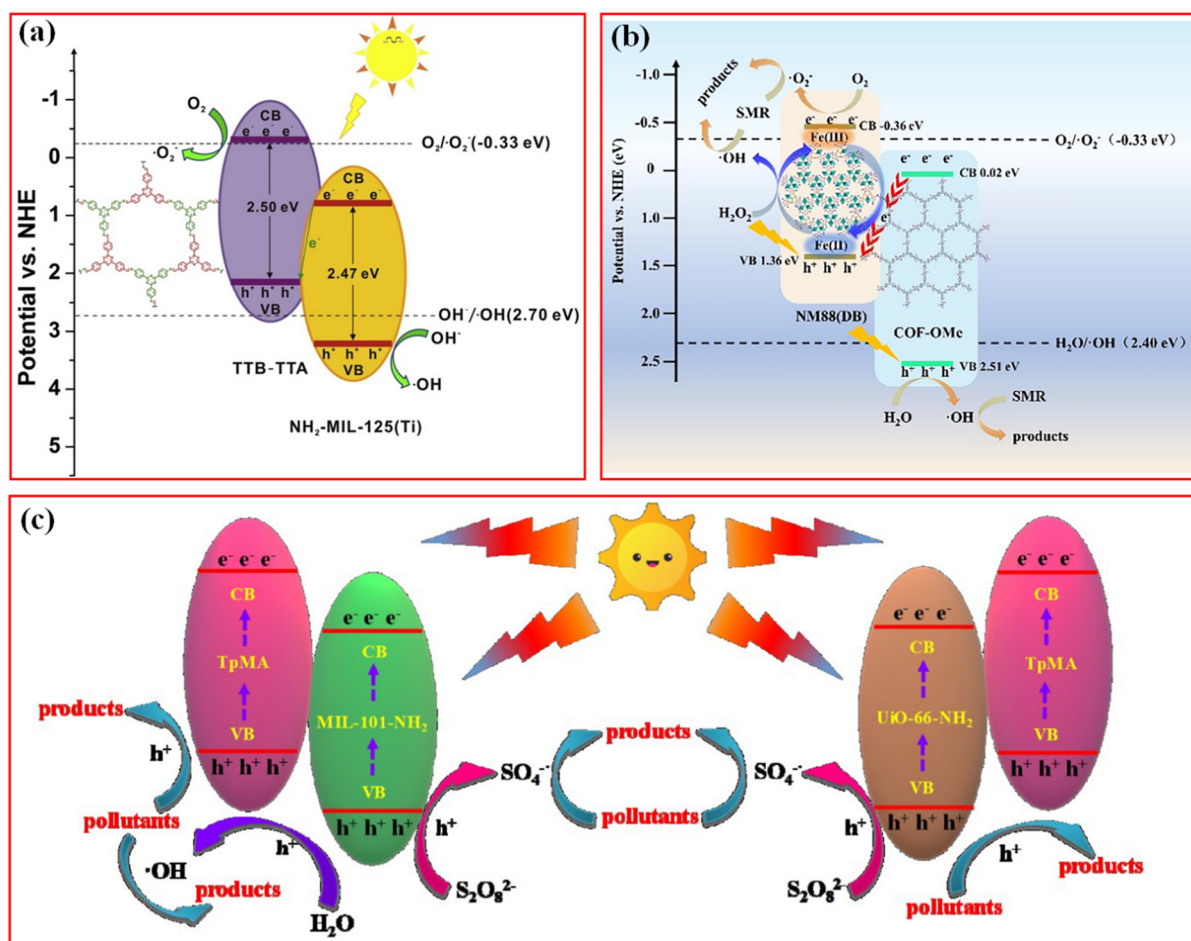 (a)
Potential vs. NHE
-1
0
1
2
3
4
5
O₂
·O₂⁻
CB
e⁻ e⁻ e⁻
O₂/·O₂⁻(-0.33 eV)
2.50 eV
CB
e⁻ e⁻ e⁻
e⁻
2.47 eV
h⁺ h⁺ h⁺
VB
OH⁻/·OH(2.70 eV)
TTB-TTA
h⁺ h⁺ h⁺
VB
OH⁻
·OH
NH₂-MIL-125(Ti)
(b)
Potential vs. NHE (eV)
-1.0
-0.5
0
0.5
1.0
1.5
2.0
2.5
products
SMR
·O₂⁻
O₂
e⁻ e⁻ e⁻
CB -0.36 eV
Fe(III)
O₂/·O₂⁻（-0.33 eV）
·OH
e⁻ e⁻ e⁻
CB 0.02 eV
H₂O₂
e⁻
Fe(II)
VB 1.36 eV
h⁺ h⁺ h⁺
NM88(DB)
COF-OMe
H₂O/·OH（2.40 eV）
VB 2.51 eV
h⁺ h⁺ h⁺
H₂O
·OH
SMR
products
(c)
e⁻ e⁻ e⁻
CB
TpMA
VB
h⁺ h⁺ h⁺
e⁻ e⁻ e⁻
CB
MIL-101-NH₂
VB
h⁺ h⁺ h⁺
products
h⁺
pollutants
·OH
products
h⁺
H₂O
SO₄⁻·
h⁺
S₂O₈²⁻
products
pollutants
SO₄⁻·
h⁺
S₂O₈²⁻
e⁻ e⁻ e⁻
CB
UiO-66-NH₂
VB
h⁺ h⁺ h⁺
e⁻ e⁻ e⁻
CB
TpMA
VB
h⁺ h⁺ h⁺
h⁺
products
pollutants